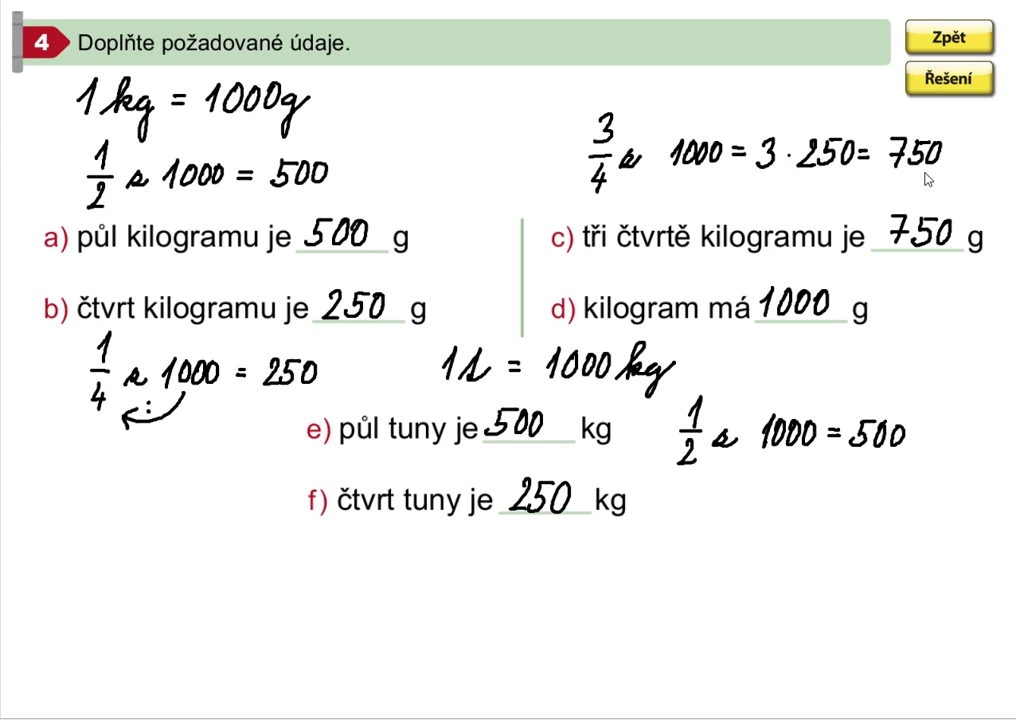 4 Doplňte požadované údaje.
Zpět
Řešení
1 kg = 1000g
1/2 z 1000 = 500
3/4 z 1000 = 3 · 250 = 750
a) půl kilogramu je 500 g
b) čtvrt kilogramu je 250 g
1/4 z 1000 = 250
:
c) tři čtvrtě kilogramu je 750 g
d) kilogram má 1000 g
1t = 1000 kg
e) půl tuny je 500 kg
1/2 z 1000 = 500
f) čtvrt tuny je 250 kg